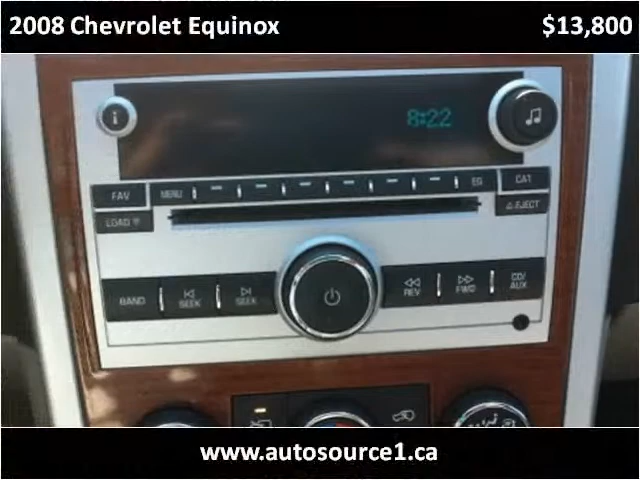 2008 Chevrolet Equinox $13,800
8:22
FAV MENU EQ CAT
LOAD EJECT
BAND SEEK SEEK REV FWD CD/
AUX
www.autosource1.ca